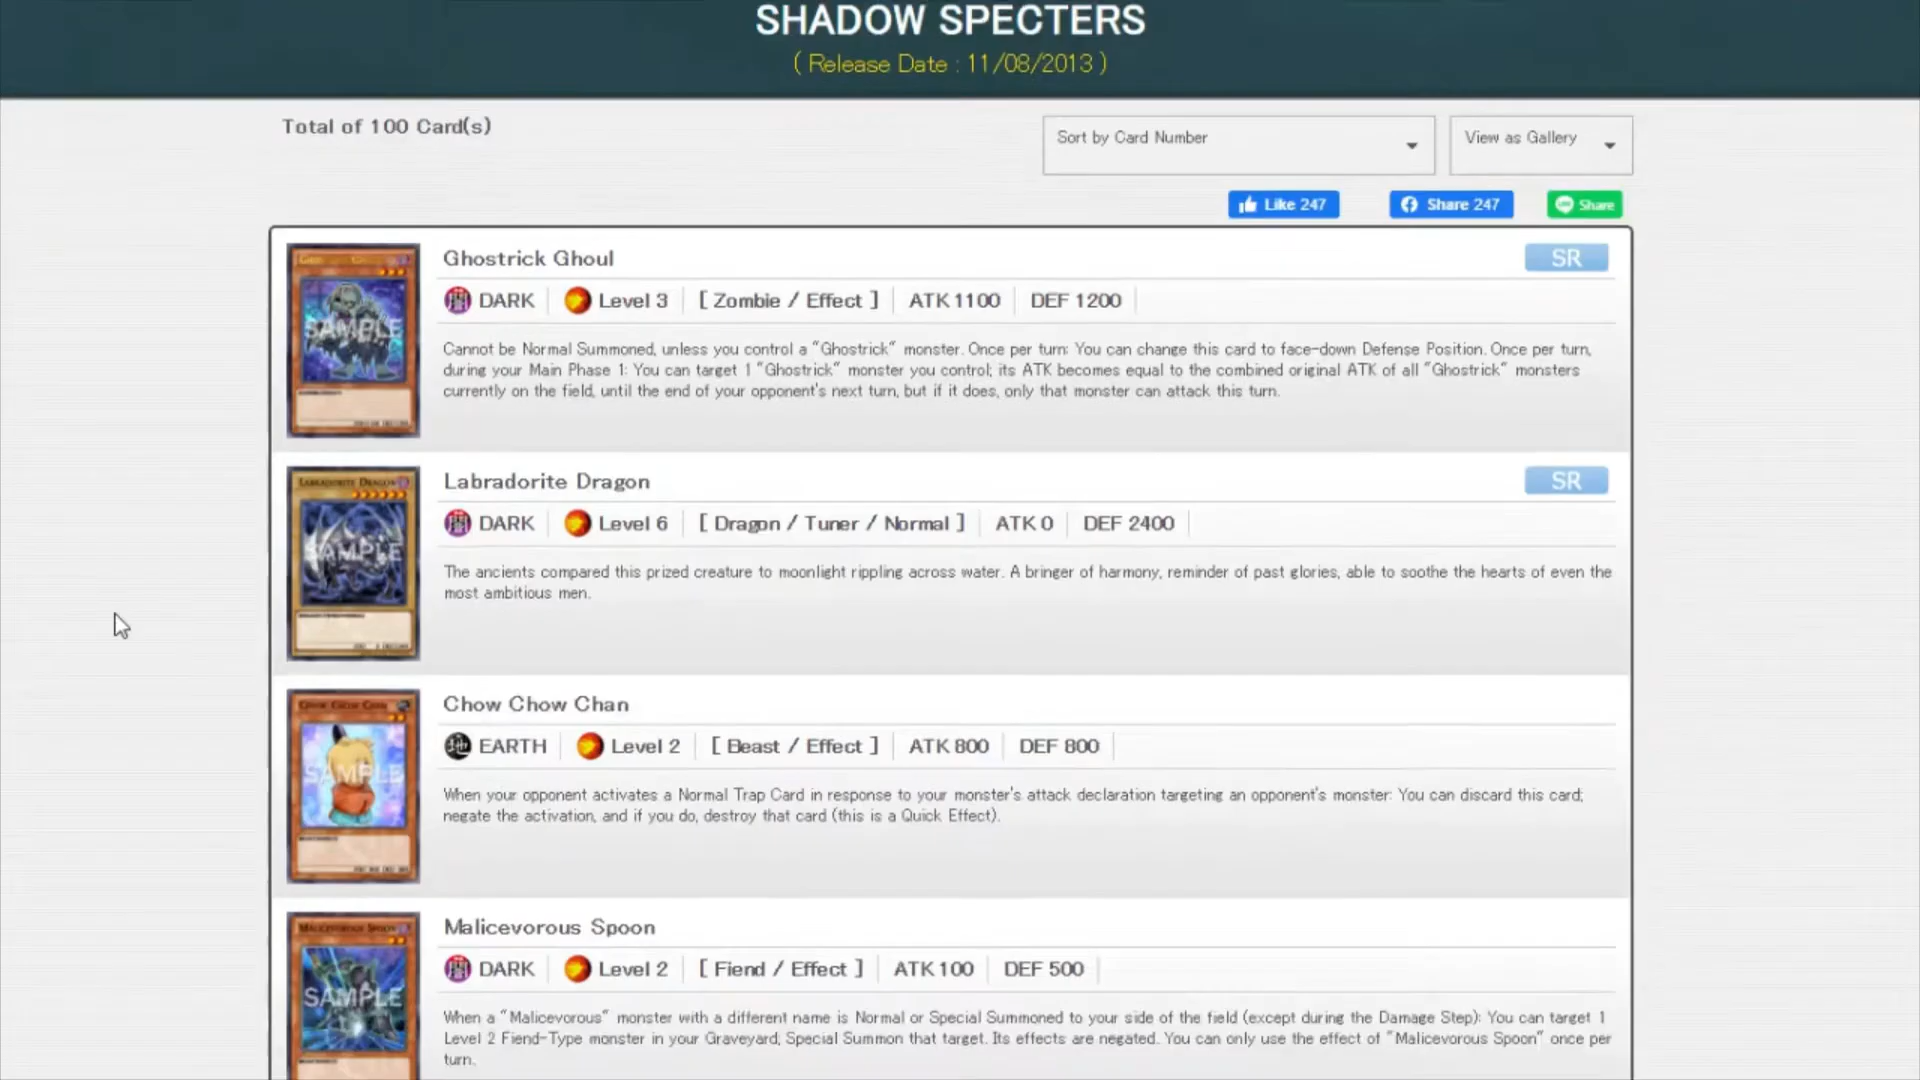 SHADOW SPECTERS
( Release Date : 11/08/2013 )
Total of 100 Card(s)
Sort by Card Number
View as Gallery
Like 247
Share 247
Share
Ghostrick Ghoul
SR
DARK
Level 3
[ Zombie / Effect ]
ATK 1100
DEF 1200
SAMPLE
Cannot be Normal Summoned, unless you control a "Ghostrick" monster. Once per turn: You can change this card to face-down Defense Position. Once per turn,
during your Main Phase 1: You can target 1 "Ghostrick" monster you control; its ATK becomes equal to the combined original ATK of all "Ghostrick" monsters
currently on the field, until the end of your opponent's next turn, but if it does, only that monster can attack this turn.
LABRADORITE DRAGON
SAMPLE
Labradorite Dragon
SR
DARK
Level 6
[ Dragon / Tuner / Normal ]
ATK 0
DEF 2400
The ancients compared this prized creature to moonlight rippling across water. A bringer of harmony, reminder of past glories, able to soothe the hearts of even the
most ambitious men.
CHOW CHOW CHAN
SAMPLE
Chow Chow Chan
地
EARTH
Level 2
[ Beast / Effect ]
ATK 800
DEF 800
When your opponent activates a Normal Trap Card in response to your monster's attack declaration targeting an opponent's monster: You can discard this card;
negate the activation, and if you do, destroy that card (this is a Quick Effect).
MALICEVOROUS SPOON
SAMPLE
Malicevorous Spoon
DARK
Level 2
[ Fiend / Effect ]
ATK 100
DEF 500
When a "Malicevorous" monster with a different name is Normal or Special Summoned to your side of the field (except during the Damage Step): You can target 1
Level 2 Fiend-Type monster in your Graveyard; Special Summon that target. Its effects are negated. You can only use the effect of "Malicevorous Spoon" once per
turn.